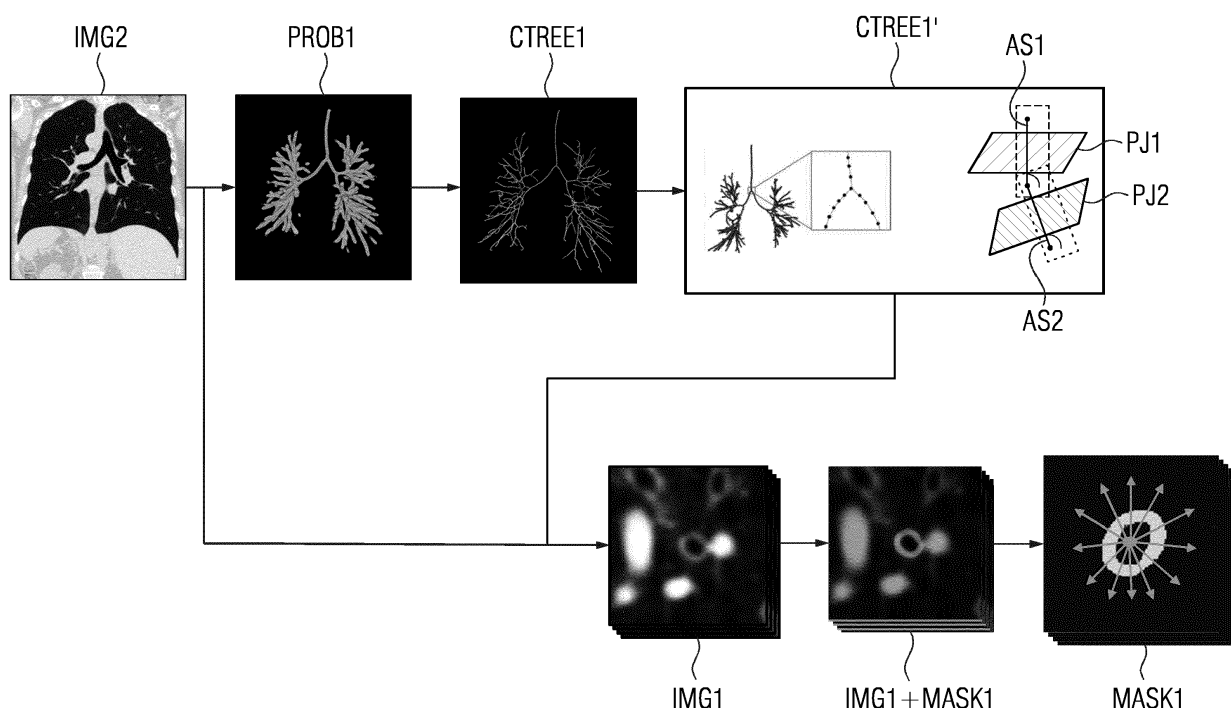 IMG2
PROB1
CTREE1
CTREE1'
AS1
PJ1
PJ2
AS2
IMG1
IMG1+MASK1
MASK1